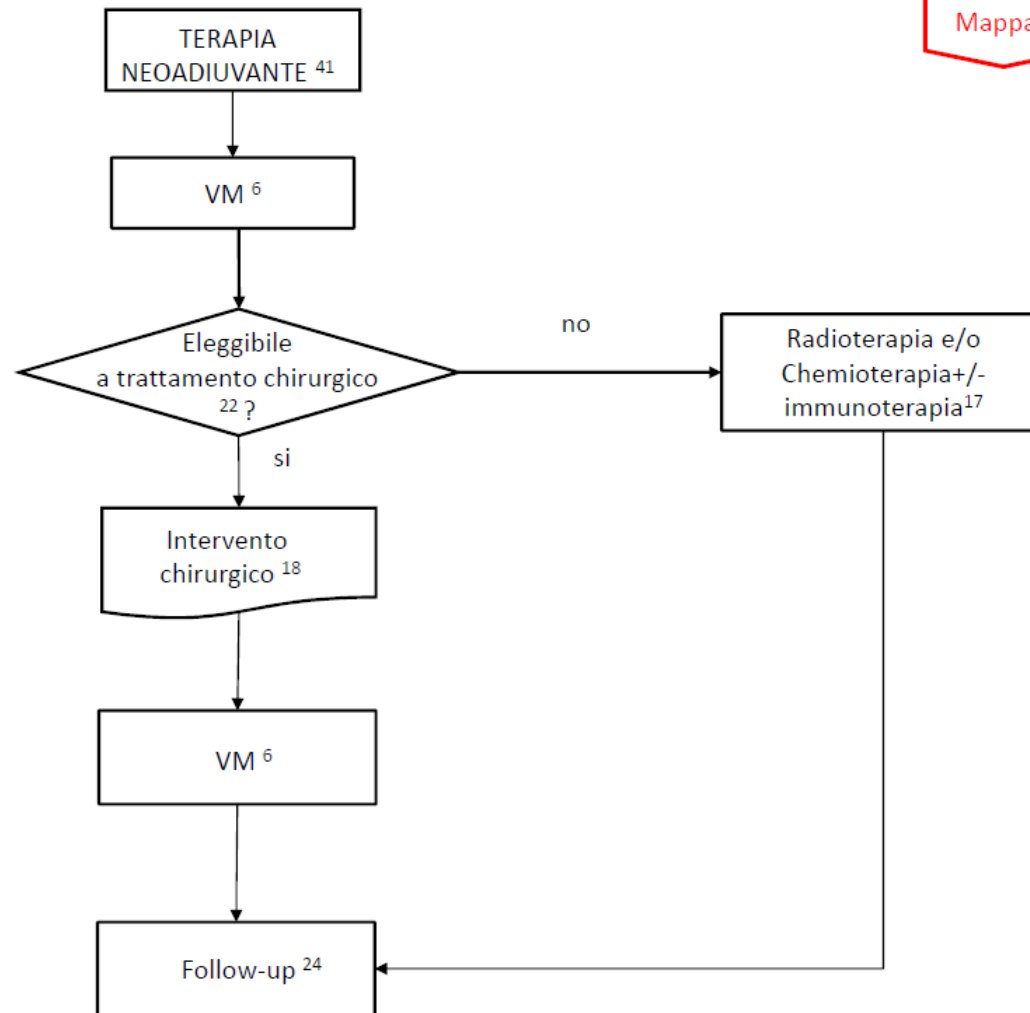 Mappa
TERAPIA
NEOADIUVANTE 41
VM 6
Eleggibile
a trattamento chirurgico
22 ?
no
Radioterapia e/o
Chemioterapia+/-
immunoterapia17
si
Intervento
chirurgico 18
VM 6
Follow-up 24